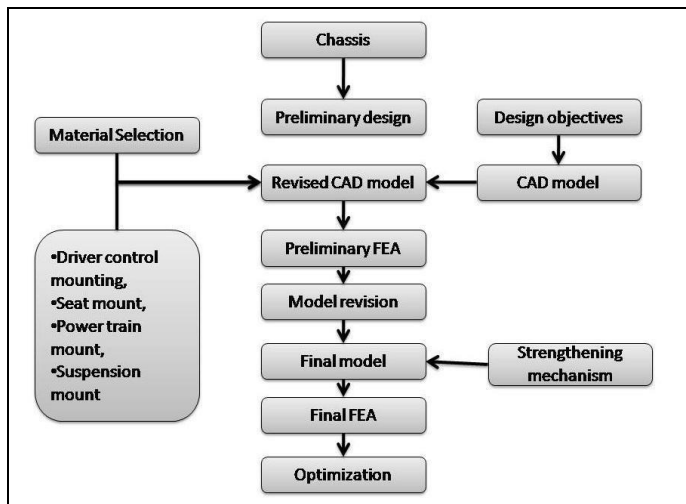 Chassis
Preliminary design
Design objectives
Material Selection
Revised CAD model
CAD model
•Driver control
mounting,
•Seat mount,
•Power train
mount,
•Suspension
mount
Preliminary FEA
Model revision
Final model
Strengthening
mechanism
Final FEA
Optimization